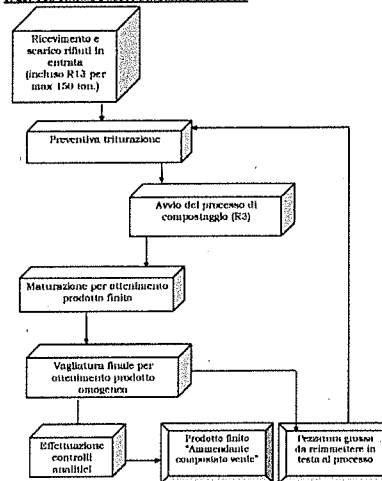 Ricevimento e
scarico rifiuti in
entrata
(incluso R13 per
max 150 ton.)
Preventiva triturazione
Avvio del processo di
compostaggio (R3)
Maturazione per ottenimento
prodotto finito
Vagliatura finale per
ottenimento prodotto
omogeneo
Effettuazione
controlli
analitici
Prodotto finito
"Ammendante
compostato verde"
Pezzatura grossa
da reimmettere in
testa al processo